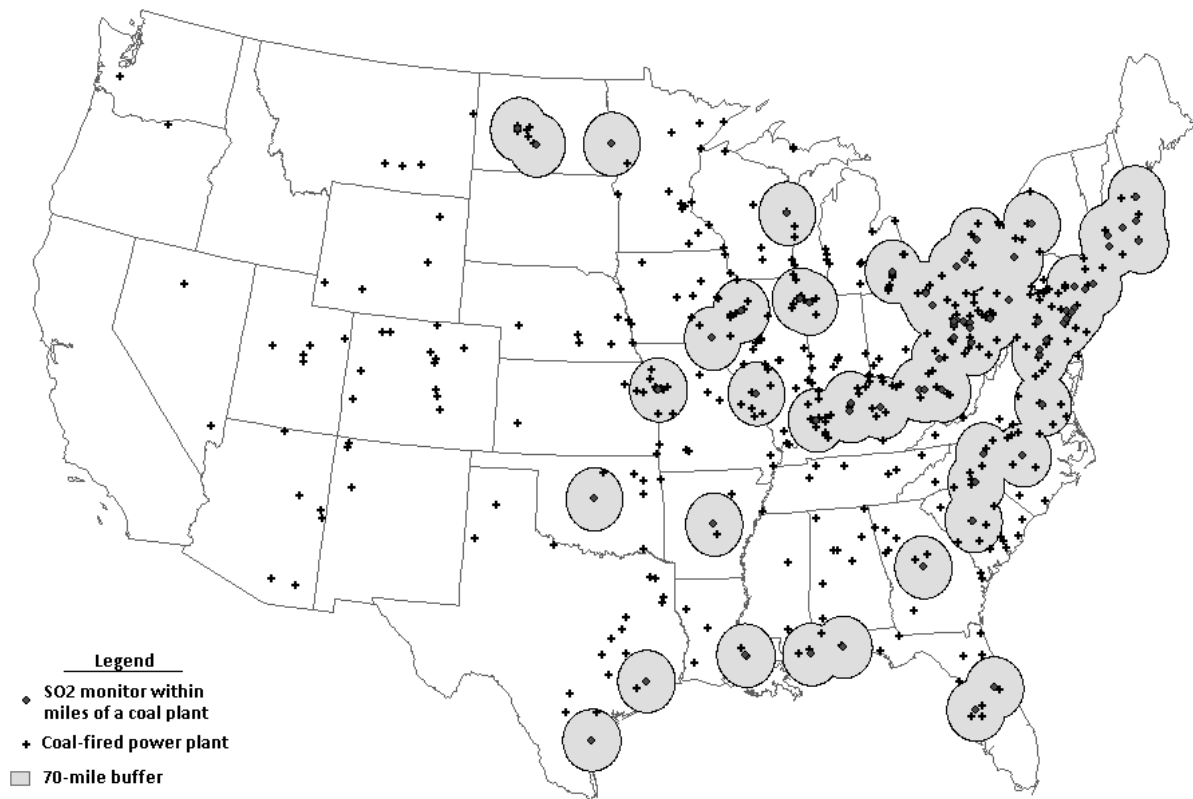 Legend
SO2 monitor within
miles of a coal plant
Coal-fired power plant
70-mile buffer